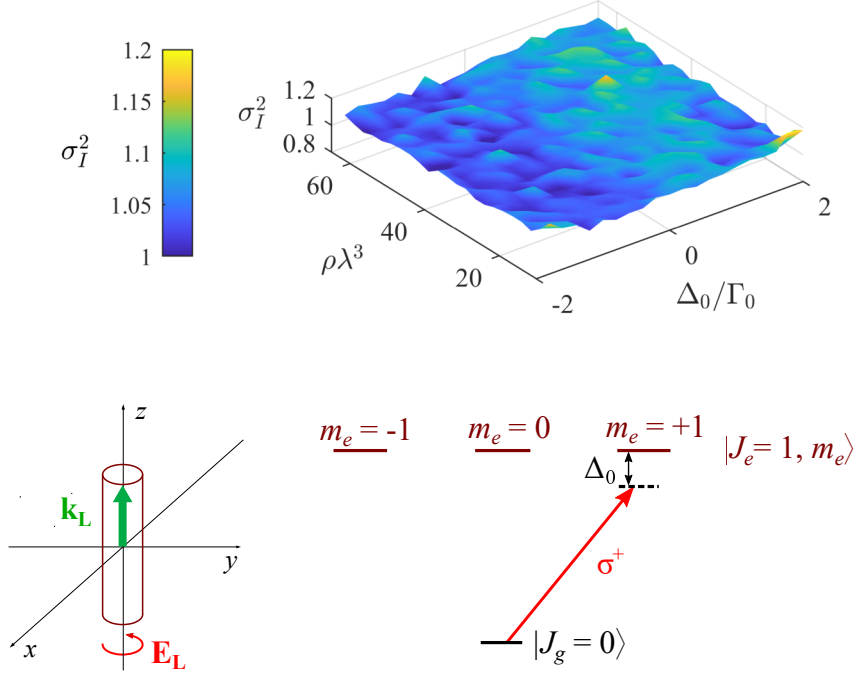 1.2
1.15
1.1
1.05
1
σ_I^2
σ_I^2
1.2
1
0.8
60
40
20
ρλ^3
-2
0
2
Δ_0/Γ_0
z
k_L
y
x
E_L
m_e = -1
m_e = 0
m_e = +1
|J_e = 1, m_e⟩
Δ_0
σ^+
|J_g = 0⟩